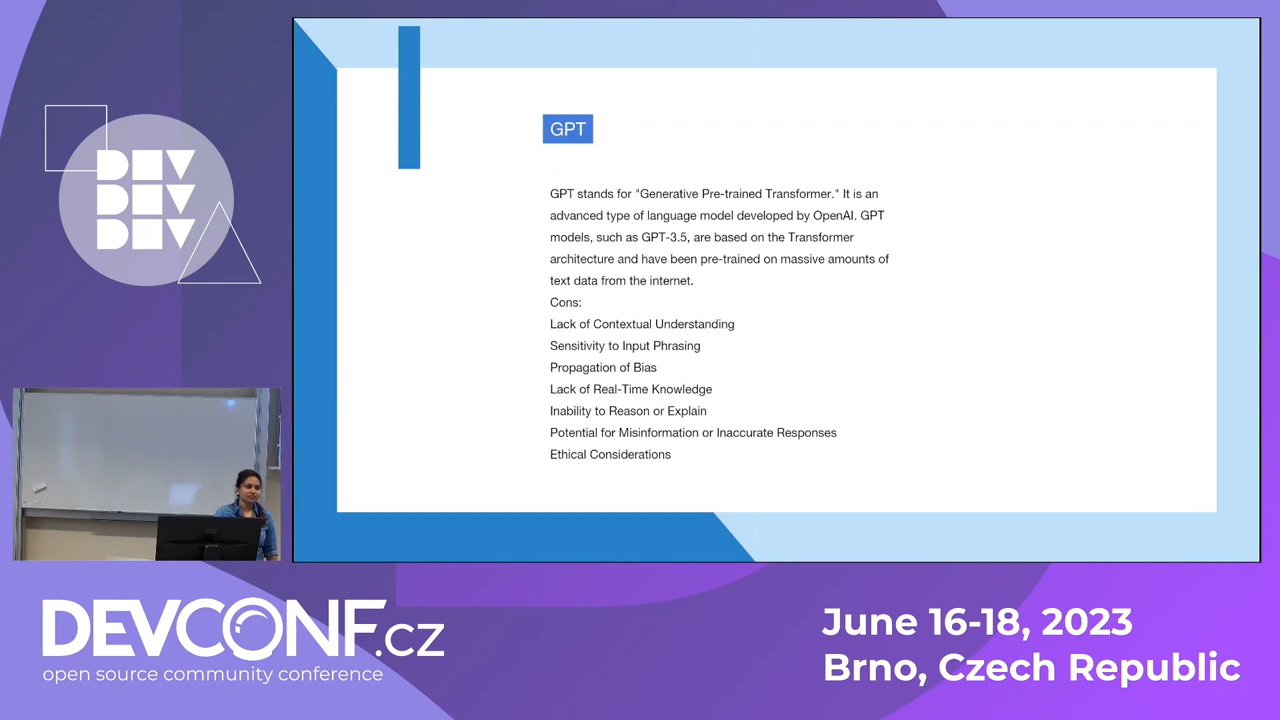 DEV
DEV
DEV
GPT
GPT stands for "Generative Pre-trained Transformer." It is an
advanced type of language model developed by OpenAI. GPT
models, such as GPT-3.5, are based on the Transformer
architecture and have been pre-trained on massive amounts of
text data from the internet.
Cons:
Lack of Contextual Understanding
Sensitivity to Input Phrasing
Propagation of Bias
Lack of Real-Time Knowledge
Inability to Reason or Explain
Potential for Misinformation or Inaccurate Responses
Ethical Considerations
DEVCONF.cz
open source community conference
June 16-18, 2023
Brno, Czech Republic